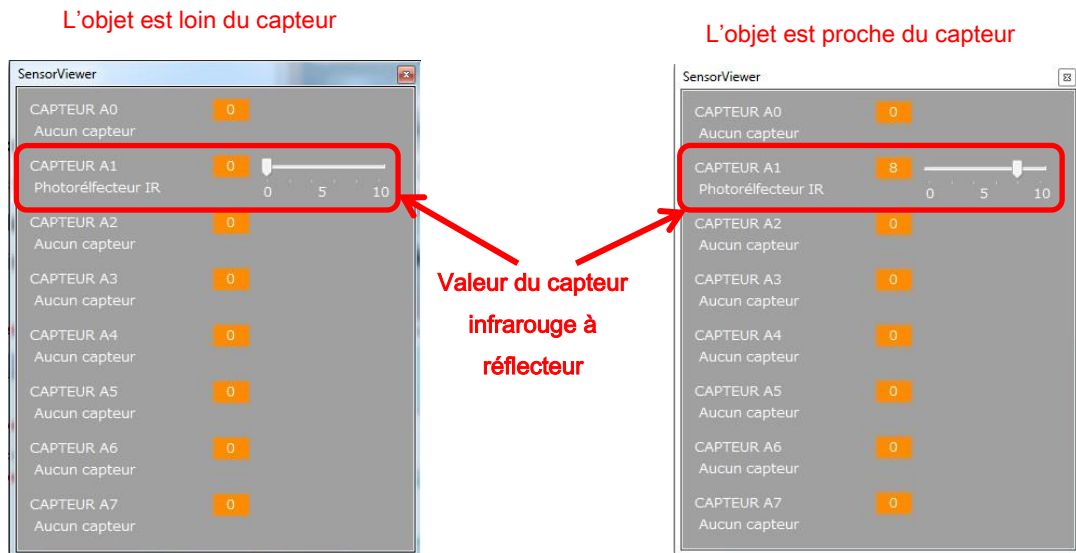 L'objet est loin du capteur
SensorViewer
CAPTEUR A0 0
Aucun capteur
CAPTEUR A1 0
Photorélfecteur IR 0 5 10
CAPTEUR A2 0
Aucun capteur
CAPTEUR A3 0
Aucun capteur
CAPTEUR A4 0
Aucun capteur
CAPTEUR A5 0
Aucun capteur
CAPTEUR A6 0
Aucun capteur
CAPTEUR A7 0
Aucun capteur
Valeur du capteur
infrarouge à
réflecteur
L'objet est proche du capteur
SensorViewer
CAPTEUR A0 0
Aucun capteur
CAPTEUR A1 8
Photorélfecteur IR 0 5 10
CAPTEUR A2 0
Aucun capteur
CAPTEUR A3 0
Aucun capteur
CAPTEUR A4 0
Aucun capteur
CAPTEUR A5 0
Aucun capteur
CAPTEUR A6 0
Aucun capteur
CAPTEUR A7 0
Aucun capteur